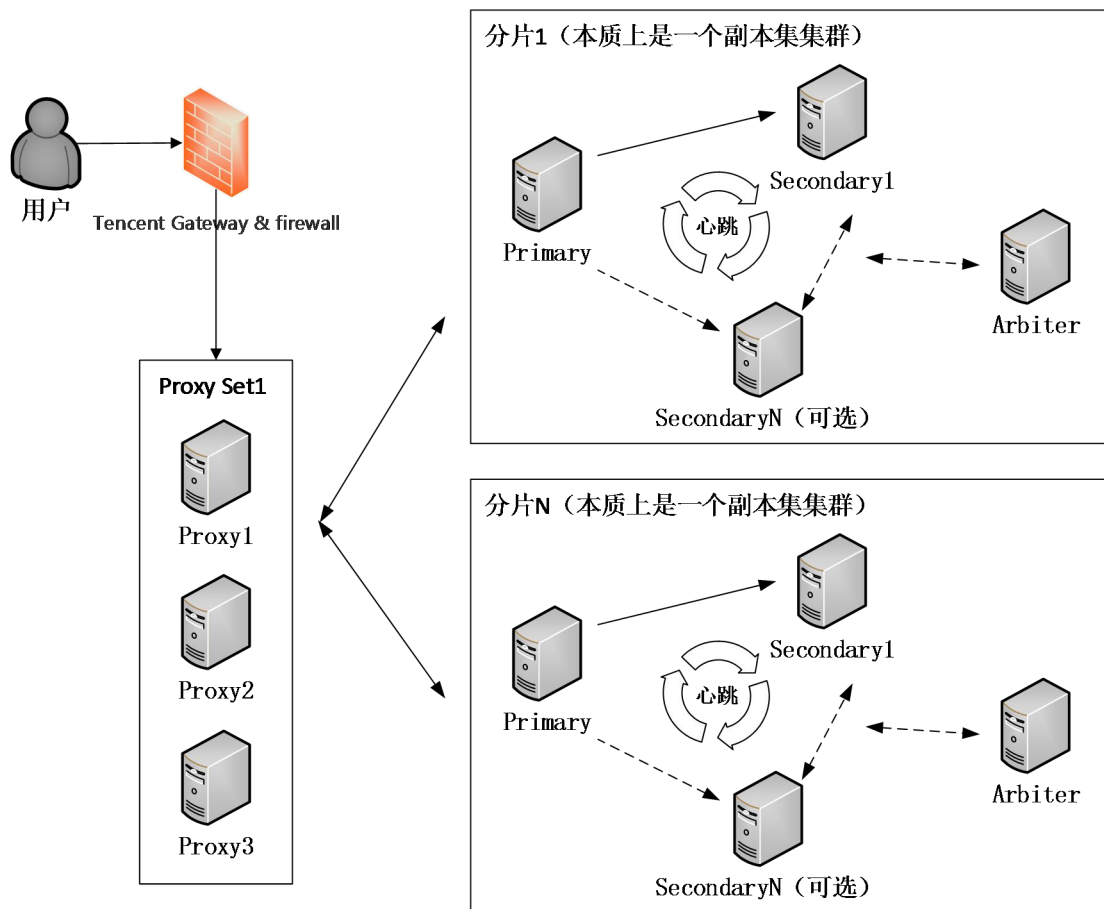 用户
Tencent Gateway & firewall
Proxy Set1
Proxy1
Proxy2
Proxy3
分片1（本质上是一个副本集集群）
Secondary1
Primary
心跳
Arbiter
SecondaryN（可选）
分片N（本质上是一个副本集集群）
Secondary1
Primary
心跳
Arbiter
SecondaryN（可选）